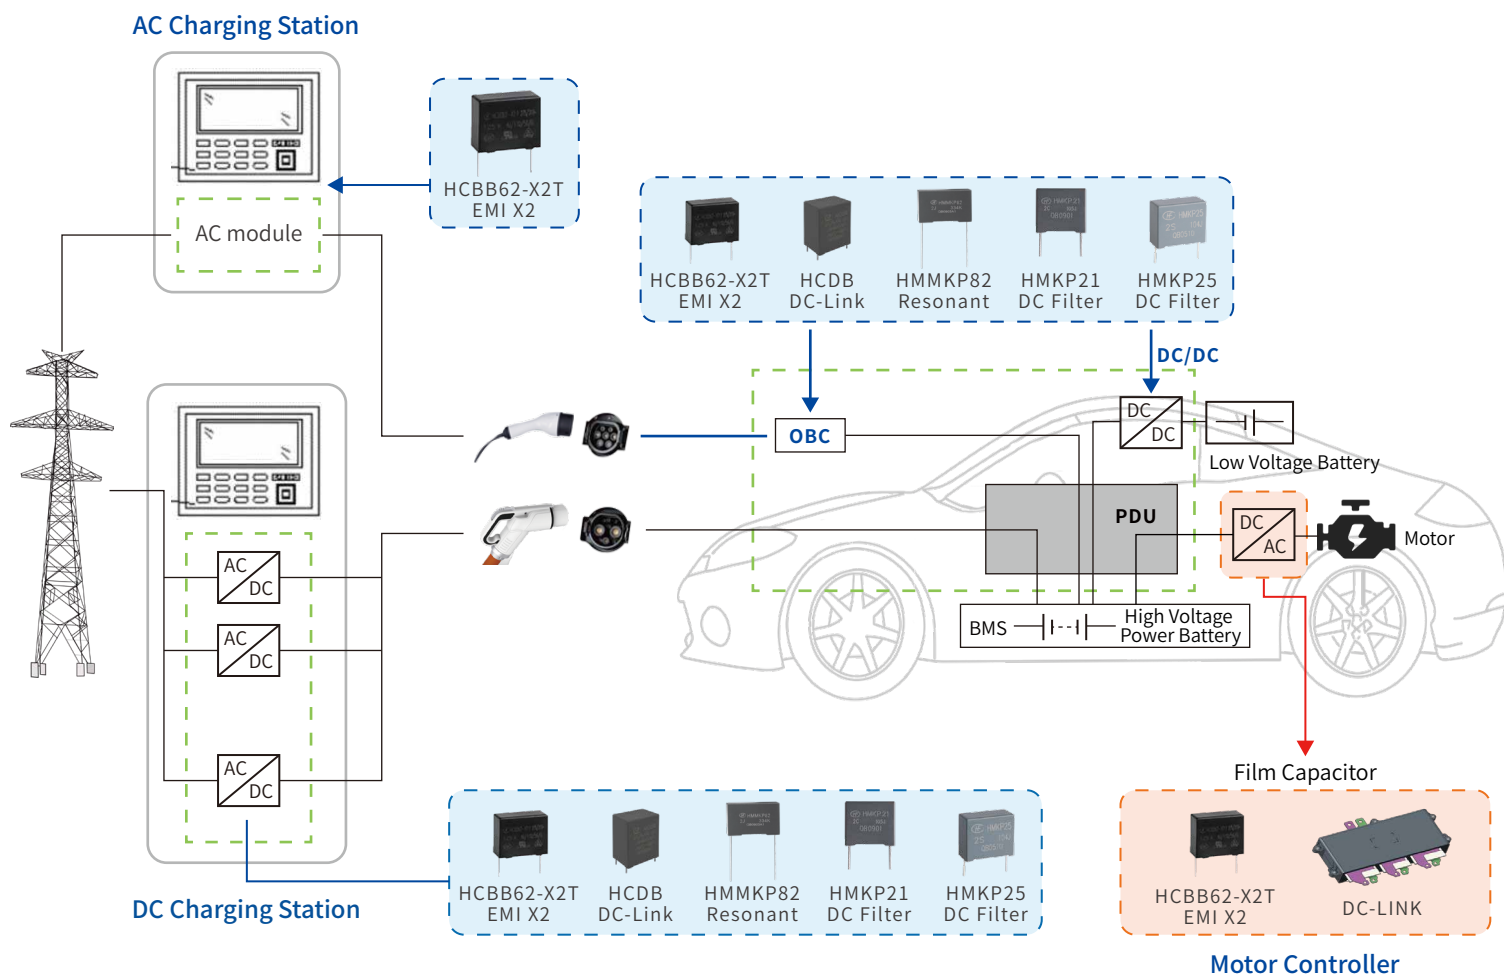 AC Charging Station
HCBB62-X2T
EMI X2
AC module
HCBB62-X2T
EMI X2
HCDB
DC-Link
HMMKP82
Resonant
HMKP21
DC Filter
HMKP25
DC Filter
DC/DC
OBC
DC
DC
Low Voltage Battery
PDU
DC
AC
Motor
BMS
High Voltage
Power Battery
AC
DC
AC
DC
AC
DC
DC Charging Station
HCBB62-X2T
EMI X2
HCDB
DC-Link
HMMKP82
Resonant
HMKP21
DC Filter
HMKP25
DC Filter
Film Capacitor
HCBB62-X2T
EMI X2
DC-LINK
Motor Controller